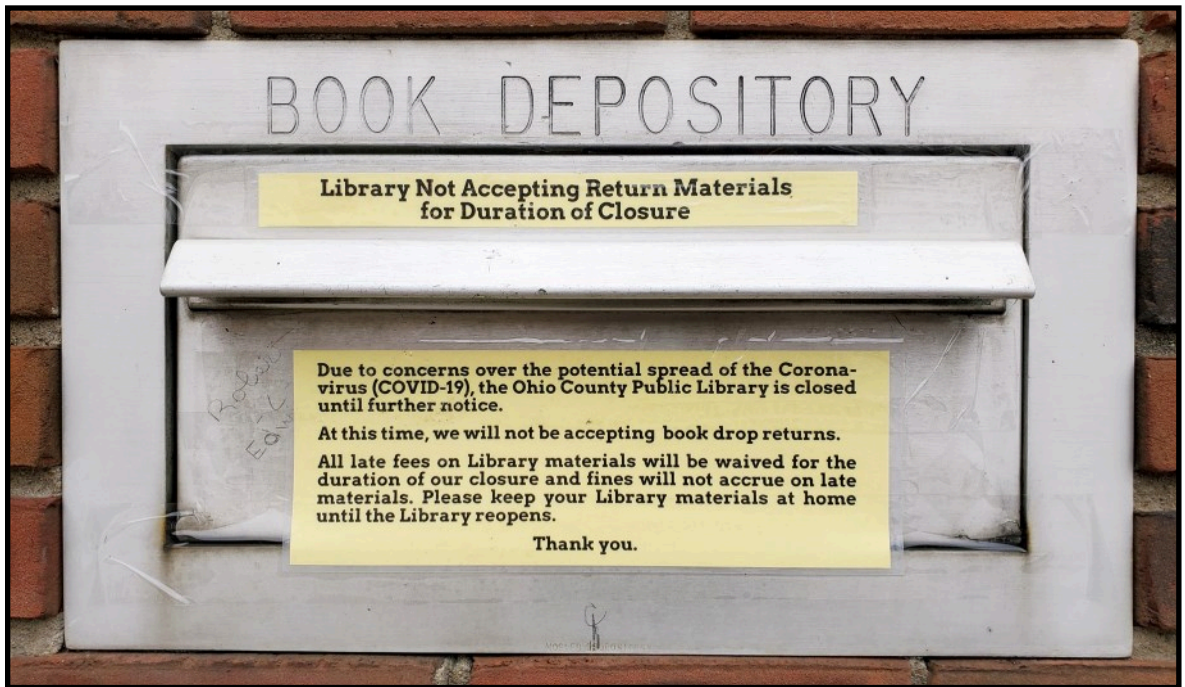 BOOK DEPOSITORY
Library Not Accepting Return Materials
for Duration of Closure
Due to concerns over the potential spread of the Corona-
virus (COVID-19), the Ohio County Public Library is closed
until further notice.
At this time, we will not be accepting book drop returns.
All late fees on Library materials will be waived for the
duration of our closure and fines will not accrue on late
materials. Please keep your Library materials at home
until the Library reopens.
Thank you.